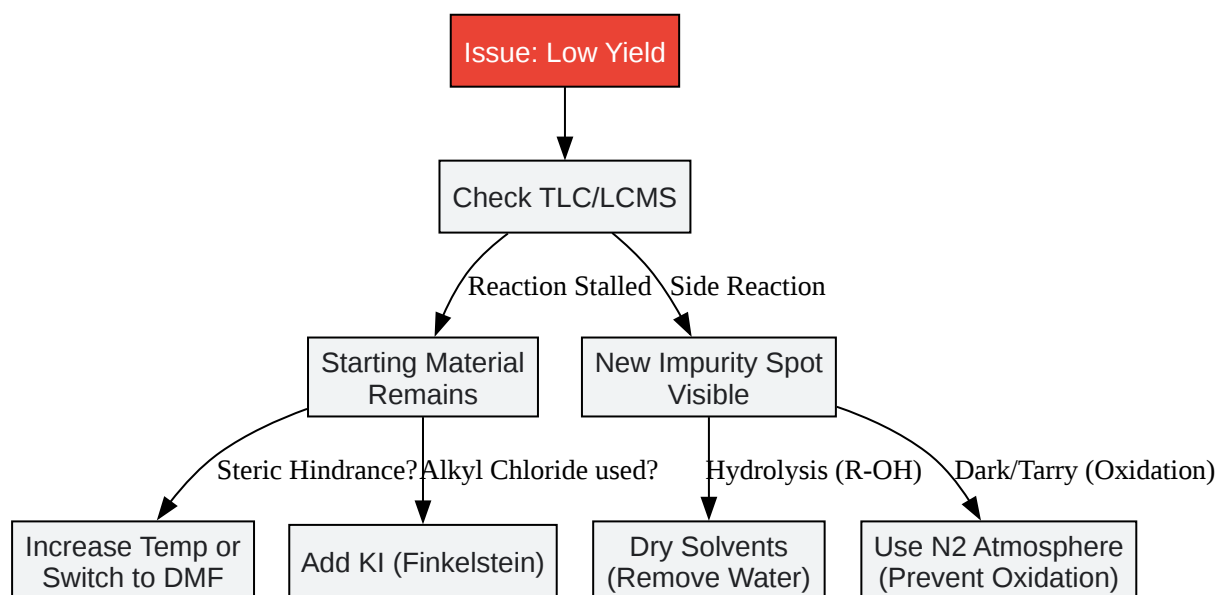 Issue: Low Yield
Check TLC/LCMS
Reaction Stalled
Side Reaction
Starting Material
Remains
New Impurity Spot
Visible
Steric Hindrance?
Alkyl Chloride used?
Hydrolysis (R-OH)
Dark/Tarry (Oxidation)
Increase Temp or
Switch to DMF
Add KI (Finkelstein)
Dry Solvents
(Remove Water)
Use N2 Atmosphere
(Prevent Oxidation)